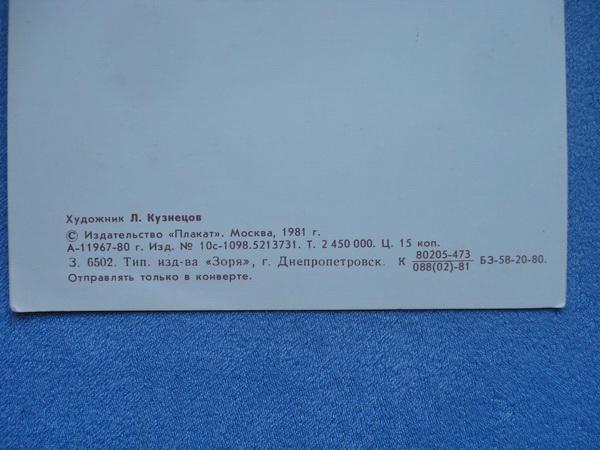 Художник Л. Кузнецов
© Издательство «Плакат». Москва, 1981 г.
А-11967-80 г. Изд. № 10с-1098.5213731. Т. 2 450 000. Ц. 15 коп.
З. 6502. Тип. изд-ва «Зоря», г. Днепропетровск. К 80205-473/088(02)-81 БЗ-58-20-80.
Отправлять только в конверте.